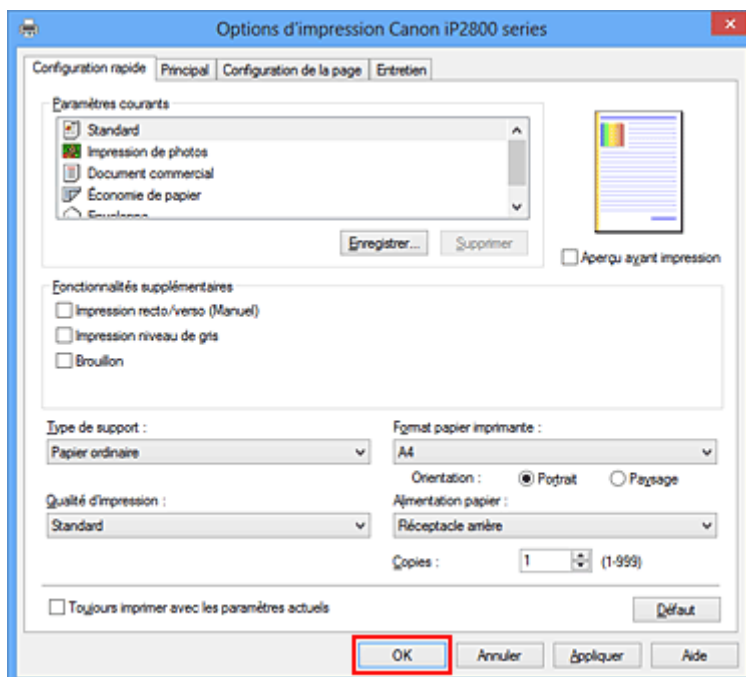 Options d'impression Canon iP2800 series
Configuration rapide Principal Configuration de la page Entretien
Paramètres courants
Standard
Impression de photos
Document commercial
Économie de papier
Enregistrer... Supprimer
Aperçu avant impression
Fonctionnalités supplémentaires
Impression recto/verso (Manuel)
Impression niveau de gris
Brouillon
Type de support :
Papier ordinaire
Format papier imprimante :
A4
Orientation : Portrait Paysage
Qualité d'impression :
Standard
Alimentation papier :
Réceptacle arrière
Copies : 1 (1-999)
Toujours imprimer avec les paramètres actuels
Défaut
OK Annuler Appliquer Aide